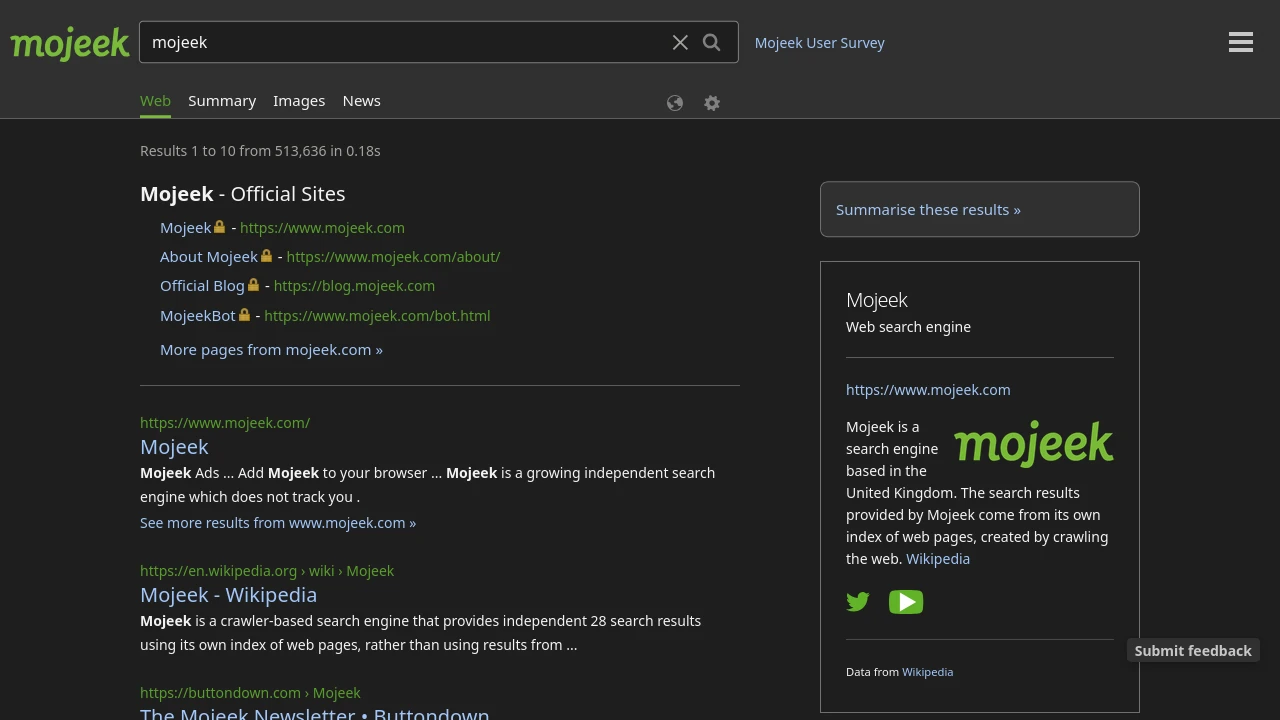 mojeek
mojeek
Mojeek User Survey
Web Summary Images News
Results 1 to 10 from 513,636 in 0.18s
Mojeek - Official Sites
Mojeek - https://www.mojeek.com
About Mojeek - https://www.mojeek.com/about/
Official Blog - https://blog.mojeek.com
MojeekBot - https://www.mojeek.com/bot.html
More pages from mojeek.com »
https://www.mojeek.com/
Mojeek
Mojeek Ads ... Add Mojeek to your browser ... Mojeek is a growing independent search
engine which does not track you .
See more results from www.mojeek.com »
https://en.wikipedia.org › wiki › Mojeek
Mojeek - Wikipedia
Mojeek is a crawler-based search engine that provides independent 28 search results
using its own index of web pages, rather than using results from ...
https://buttondown.com › Mojeek
The Mojeek Newsletter • Buttondown
Summarise these results »
Mojeek
Web search engine
https://www.mojeek.com
Mojeek is a
search engine
based in the
mojeek
United Kingdom. The search results
provided by Mojeek come from its own
index of web pages, created by crawling
the web. Wikipedia
Data from Wikipedia
Submit feedback